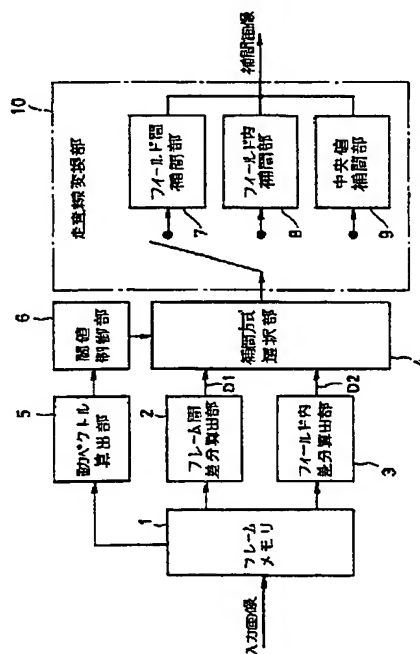 入力画像
1
フレーム
メモリ
5
動ベクトル
算出部
6
閾値
制御部
2
フレーム間
差分算出部
D1
フィールド内
差分算出部
3
D2
補間方式
選択部
4
10
走査線変換部
フィールド間
補間部
7
フィールド内
補間部
8
中央値
補間部
9
補間画像